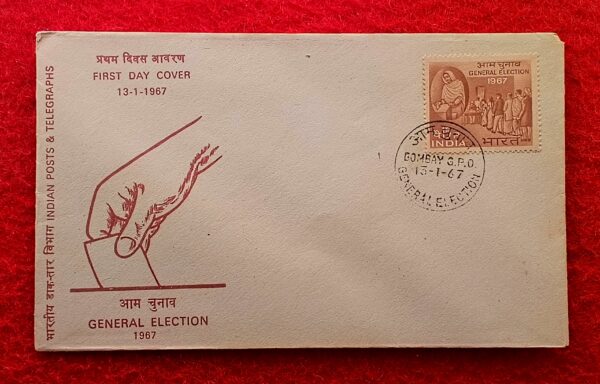 भारतीय डाक-तार विभाग INDIAN POSTS & TELEGRAPHS
प्रथम दिवस आवरण
FIRST DAY COVER
13-1-1967
आम चुनाव
GENERAL ELECTION
1967
आम चुनाव
GENERAL ELECTION
1967
INDIA भारत
आम चुनाव
BOMBAY G.P.O.
13-1-67
GENERAL ELECTION